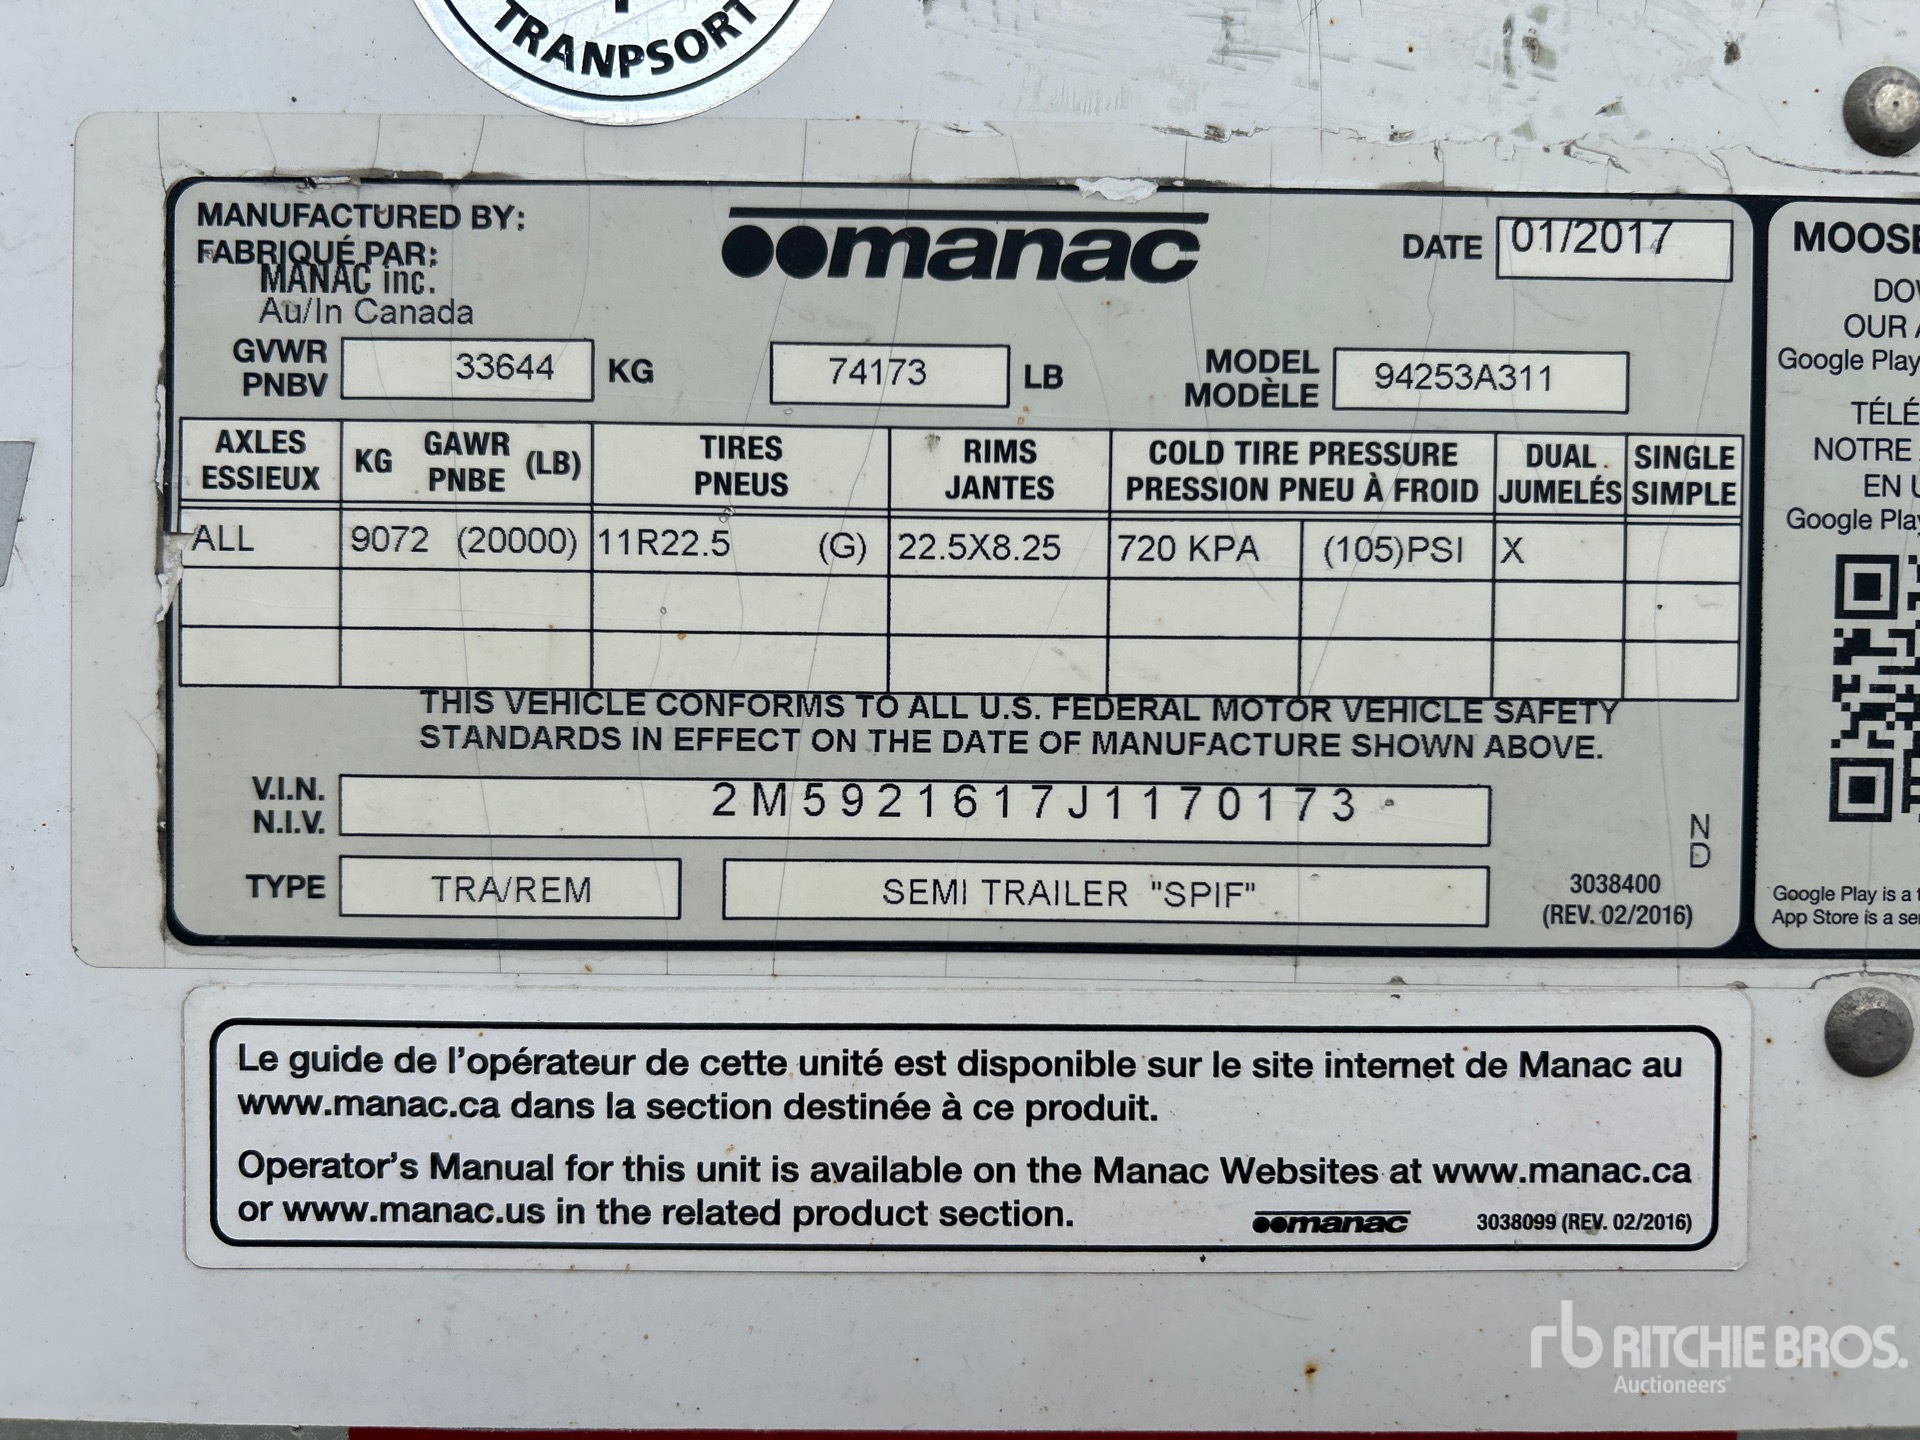 TRANPSORT
MANUFACTURED BY:
FABRIQUÉ PAR:
MANAC inc.
Au/In Canada
manac
DATE 01/2017
GVWR
PNBV
33644 KG
74173 LB
MODEL
MODÈLE
94253A311
AXLES
ESSIEUX
KG GAWR (LB)
PNBE
TIRES
PNEUS
RIMS
JANTES
COLD TIRE PRESSURE
PRESSION PNEU À FROID
DUAL
JUMELÉS
SINGLE
SIMPLE
ALL 9072 (20000) 11R22.5 (G) 22.5X8.25 720 KPA (105)PSI X
THIS VEHICLE CONFORMS TO ALL U.S. FEDERAL MOTOR VEHICLE SAFETY
STANDARDS IN EFFECT ON THE DATE OF MANUFACTURE SHOWN ABOVE.
V.I.N.
N.I.V.
2M5921617J1170173
TYPE TRA/REM SEMI TRAILER "SPIF"
ND
3038400
(REV. 02/2016)
OUR
Google Play
NOTRE
EN
Google Play
Google Play is a
App Store is a
Le guide de l'opérateur de cette unité est disponible sur le site internet de Manac au
www.manac.ca dans la section destinée à ce produit.
Operator's Manual for this unit is available on the Manac Websites at www.manac.ca
or www.manac.us in the related product section.
manac 3038099 (REV. 02/2016)
rb RITCHIE BROS.
Auctioneers